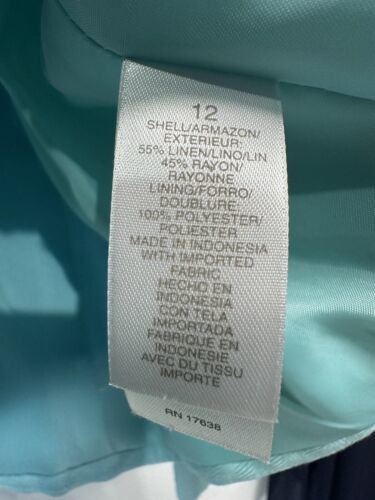 12
SHELL/ARMAZON/
EXTERIEUR:
55% LINEN/LINO/LIN
45% RAYON/
RAYONNE
LINING/FORRO/
DOUBLURE:
100% POLYESTER/
POLIESTER
MADE IN INDONESIA
WITH IMPORTED
FABRIC
HECHO EN
INDONESIA
CON TELA
IMPORTADA
FABRIQUE EN
INDONESIE
AVEC DU TISSU
IMPORTE
RN 17638